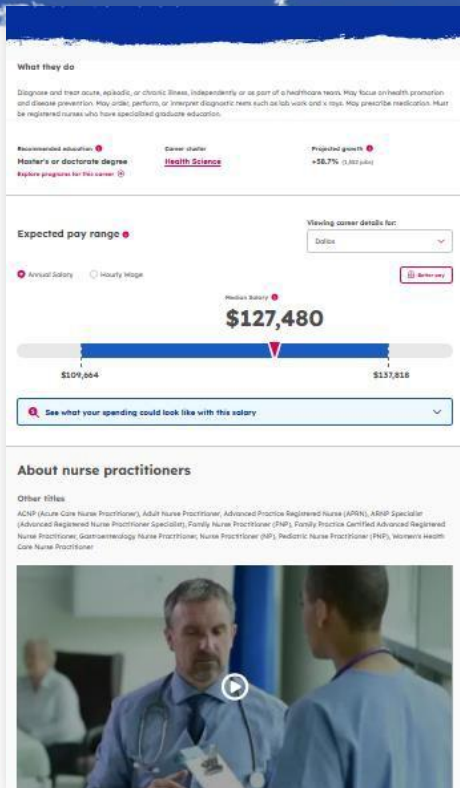 What they do
Diagnose and treat acute, episodic, or chronic illness, independently or as part of a healthcare team. May focus on health promotion
and disease prevention. May order, perform, or interpret diagnostic tests such as lab work and x rays. May prescribe medication. Must
be registered nurses who have specialised graduate education.
Recommended education
Career cluster
Projected growth
Master's or doctorate degree
Health Science
+58.7%
Explore programs for this career
Expected pay range
Viewing career details for:
Dallas
Annual Salary
Hourly Wage
Better pay
Median Salary
$127,480
$109,664
$137,818
See what your spending could look like with this salary
About nurse practitioners
Other titles
ACNP (Acute Care Nurse Practitioner), Adult Nurse Practitioner, Advanced Practice Registered Nurse (APRN), ARNP Specialist
(Advanced Registered Nurse Practitioner Specialist), Family Nurse Practitioner (FNP), Family Practice Certified Advanced Registered
Nurse Practitioner, Gastroenterology Nurse Practitioner, Nurse Practitioner (NP), Pediatric Nurse Practitioner (PNP), Women's Health
Care Nurse Practitioner